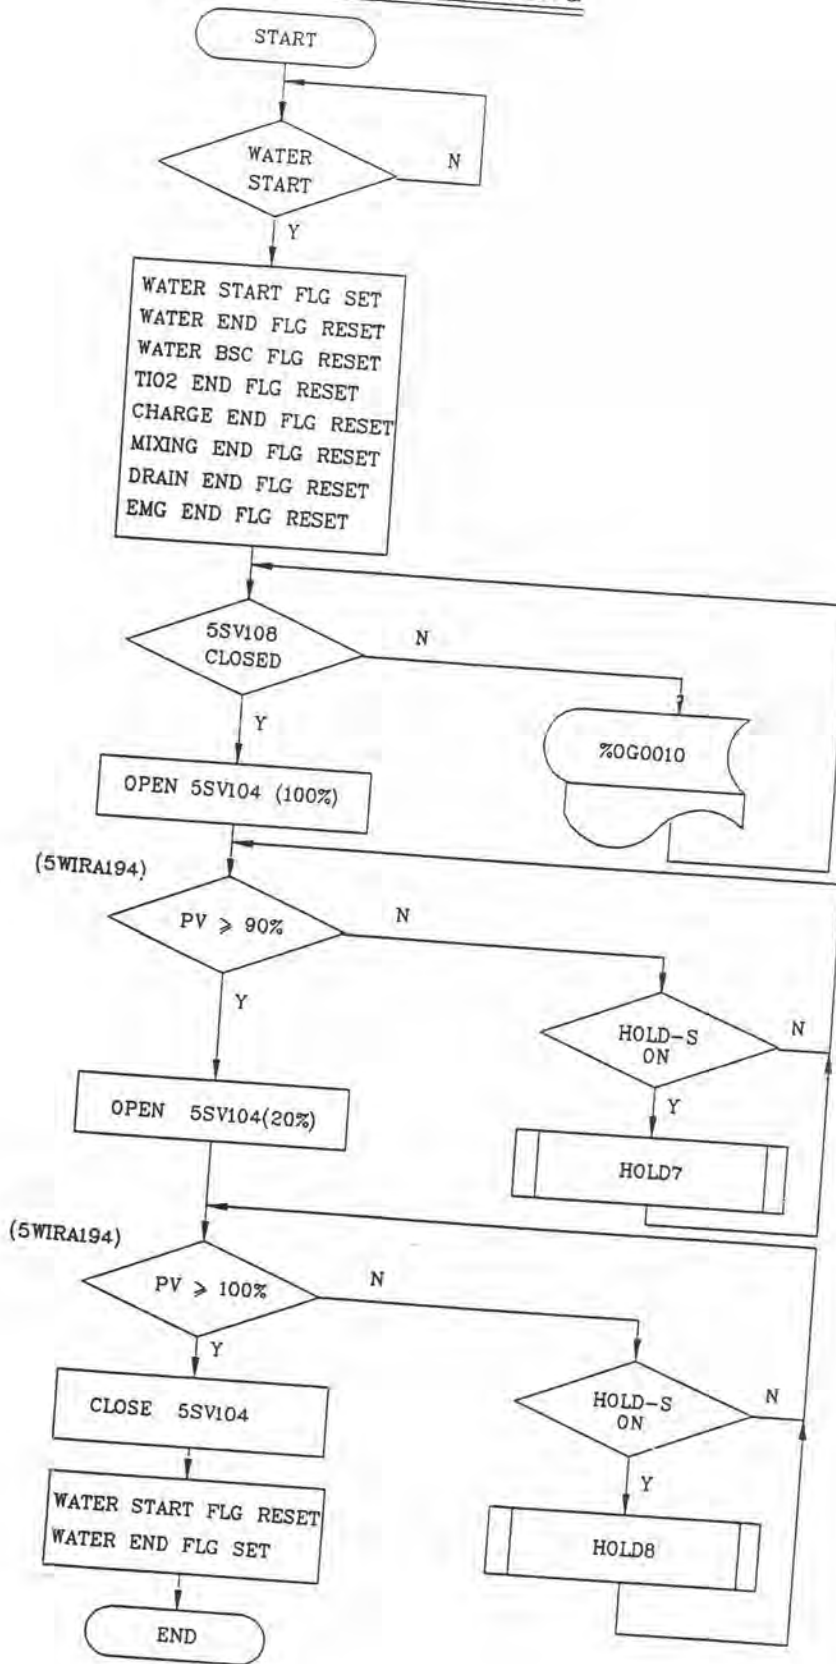 START
WATER
START
N
Y
WATER START FLG SET
WATER END FLG RESET
WATER BSC FLG RESET
TIO2 END FLG RESET
CHARGE END FLG RESET
MIXING END FLG RESET
DRAIN END FLG RESET
EMG END FLG RESET
5SV108
CLOSED
N
Y
%OG0010
OPEN 5SV104 (100%)
(5WIRA194)
PV ⩾ 90%
N
Y
HOLD-S
ON
N
Y
OPEN 5SV104(20%)
HOLD7
(5WIRA194)
PV ⩾ 100%
N
Y
HOLD-S
ON
N
Y
CLOSE 5SV104
WATER START FLG RESET
WATER END FLG SET
HOLD8
END